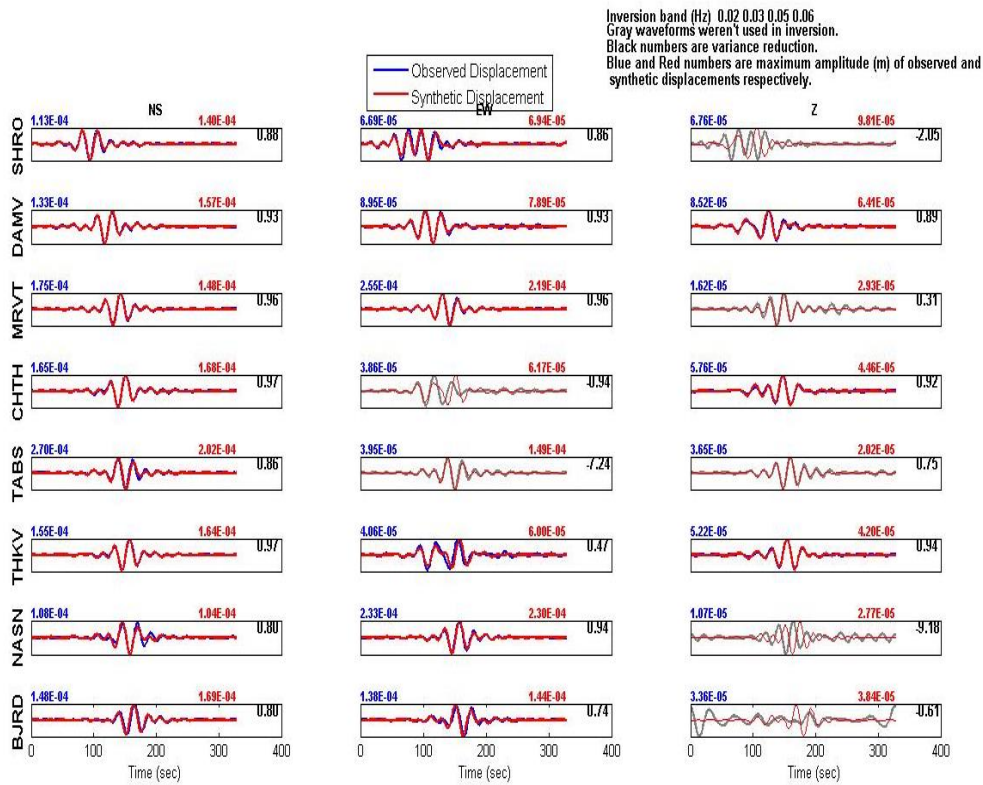 Inversion band (Hz) 0.02 0.03 0.05 0.06
Gray waveforms weren't used in inversion.
Black numbers are variance reduction.
Blue and Red numbers are maximum amplitude (m) of observed and
synthetic displacements respectively.
Observed Displacement
Synthetic Displacement
NS EW Z
SHRO 1.13E-04 1.40E-04 0.88 6.69E-05 6.94E-05 0.86 6.76E-05 9.81E-05 -2.05
DAMV 1.33E-04 1.57E-04 0.93 8.95E-05 7.89E-05 0.93 8.52E-05 6.41E-05 0.89
MRVT 1.75E-04 1.48E-04 0.96 2.55E-04 2.19E-04 0.96 1.62E-05 2.93E-05 0.31
CHTH 1.65E-04 1.68E-04 0.97 3.86E-05 6.17E-05 -0.94 5.76E-05 4.46E-05 0.92
TABS 2.70E-04 2.02E-04 0.86 3.95E-05 1.49E-04 -7.24 3.65E-05 2.82E-05 0.75
THKV 1.55E-04 1.64E-04 0.97 4.06E-05 6.00E-05 0.47 5.22E-05 4.20E-05 0.94
NASN 1.08E-04 1.04E-04 0.80 2.33E-04 2.30E-04 0.94 1.07E-05 2.77E-05 -9.18
BJRD 1.48E-04 1.69E-04 0.80 1.38E-04 1.44E-04 0.74 3.36E-05 3.84E-05 -0.61
0 100 200 300 400 0 100 200 300 400 0 100 200 300 400
Time (sec) Time (sec) Time (sec)